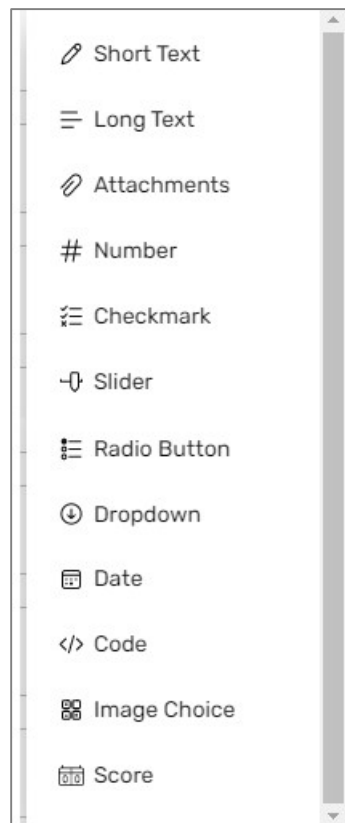 Short Text
Long Text
Attachments
Number
Checkmark
Slider
Radio Button
Dropdown
Date
Code
Image Choice
Score